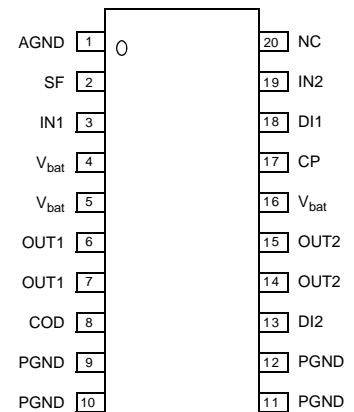 AGND 1 20 NC
SF 2 19 IN2
IN1 3 18 DI1
Vbat 4 17 CP
Vbat 5 16 Vbat
OUT1 6 15 OUT2
OUT1 7 14 OUT2
COD 8 13 DI2
PGND 9 12 PGND
PGND 10 11 PGND